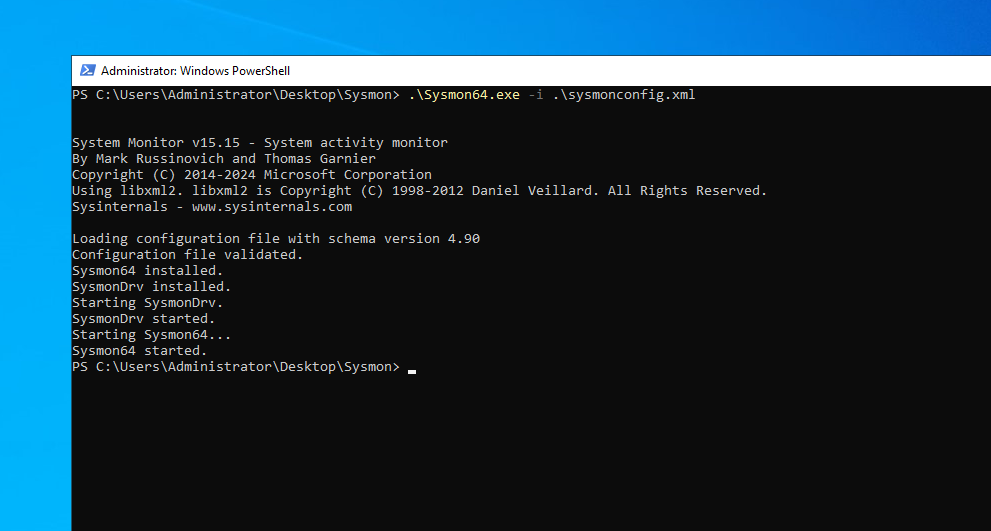 Administrator: Windows PowerShell
PS C:\Users\Administrator\Desktop\Sysmon> .\Sysmon64.exe -i .\sysmonconfig.xml
System Monitor v15.15 - System activity monitor
By Mark Russinovich and Thomas Garnier
Copyright (C) 2014-2024 Microsoft Corporation
Using libxml2. libxml2 is Copyright (C) 1998-2012 Daniel Veillard. All Rights Reserved.
Sysinternals - www.sysinternals.com
Loading configuration file with schema version 4.90
Configuration file validated.
Sysmon64 installed.
SysmonDrv installed.
Starting SysmonDrv.
SysmonDrv started.
Starting Sysmon64...
Sysmon64 started.
PS C:\Users\Administrator\Desktop\Sysmon>